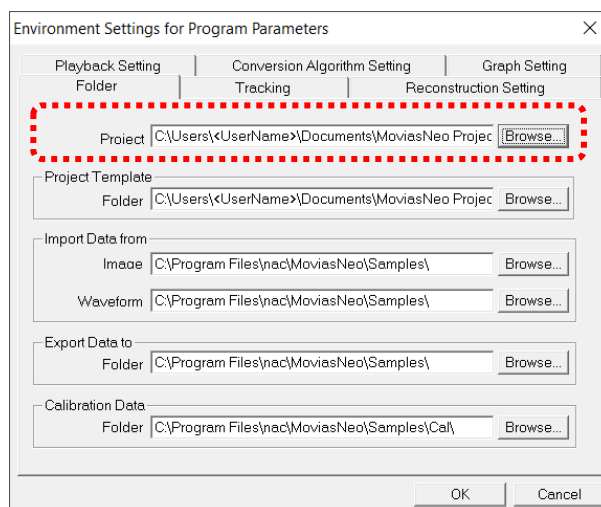 Environment Settings for Program Parameters
Playback Setting
Conversion Algorithm Setting
Graph Setting
Folder
Tracking
Reconstruction Setting
Project C:\Users\<UserName>\Documents\MoviasNeo Projec Browse...
Project Template
Folder C:\Users\<UserName>\Documents\MoviasNeo Projec Browse...
Import Data from
Image C:\Program Files\nac\MoviasNeo\Samples\ Browse...
Waveform C:\Program Files\nac\MoviasNeo\Samples\ Browse...
Export Data to
Folder C:\Program Files\nac\MoviasNeo\Samples\ Browse...
Calibration Data
Folder C:\Program Files\nac\MoviasNeo\Samples\Cal\ Browse...
OK Cancel